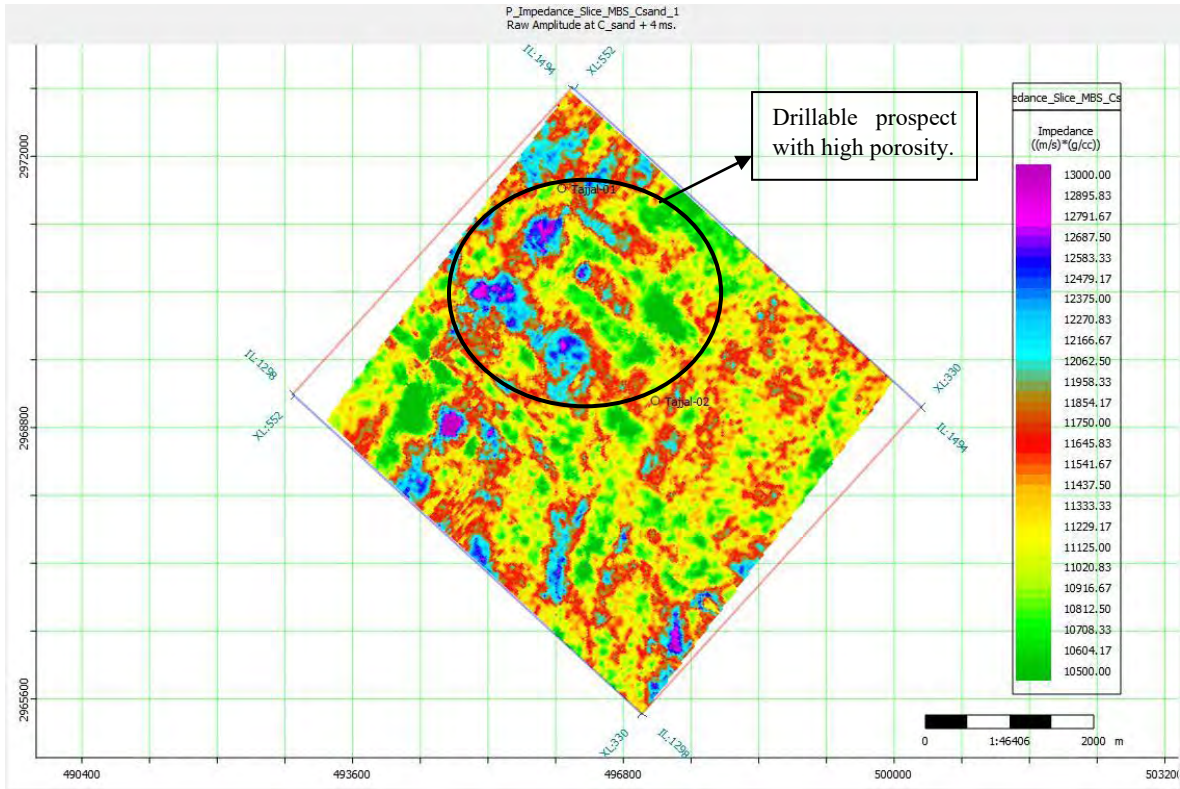 P_Impedance_Slice_MBS_Csand_1
Raw Amplitude at C_sand + 4 ms.
IL:1494
XL:552
Drillable prospect
with high porosity.
edance_Slice_MBS_Cs
Impedance
((m/s)*(g/cc))
13000.00
12895.83
12791.67
12687.50
12583.33
12479.17
12375.00
12270.83
12166.67
12062.50
11958.33
11854.17
11750.00
11645.83
11541.67
11437.50
11333.33
11229.17
11125.00
11020.83
10916.67
10812.50
10708.33
10604.17
10500.00
2972000
Tajjal-01
IL:1298
XL:552
XL:330
IL:1494
Tajjal-02
2968800
2965600
XL:330
IL:1298
0 1:46406 2000 m
490400 493600 496800 500000 503200